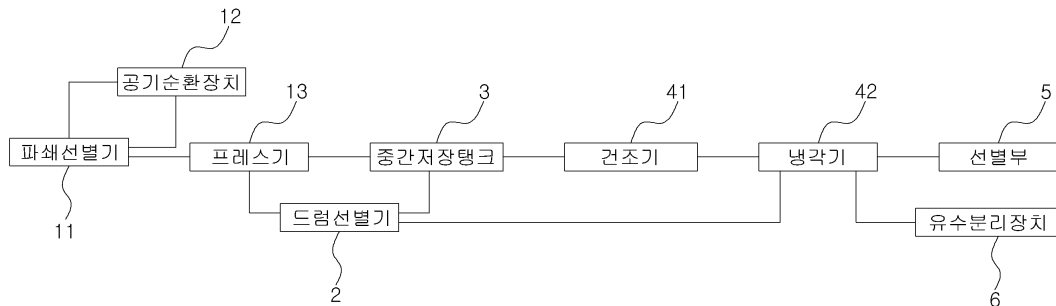 12
공기순환장치
13
3
41
42
5
파쇄선별기
프레스기
중간저장탱크
건조기
냉각기
선별부
11
드럼선별기
유수분리장치
2
6